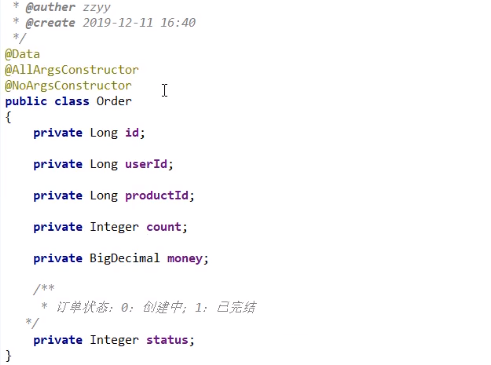 * @auther zzyy
* @create 2019-12-11 16:40
*/
@Data
@AllArgsConstructor
@NoArgsConstructor
public class Order
{
private Long id;
private Long userId;
private Long productId;
private Integer count;
private BigDecimal money;
/**
* 订单状态：0：创建中；1：已完结
*/
private Integer status;
}